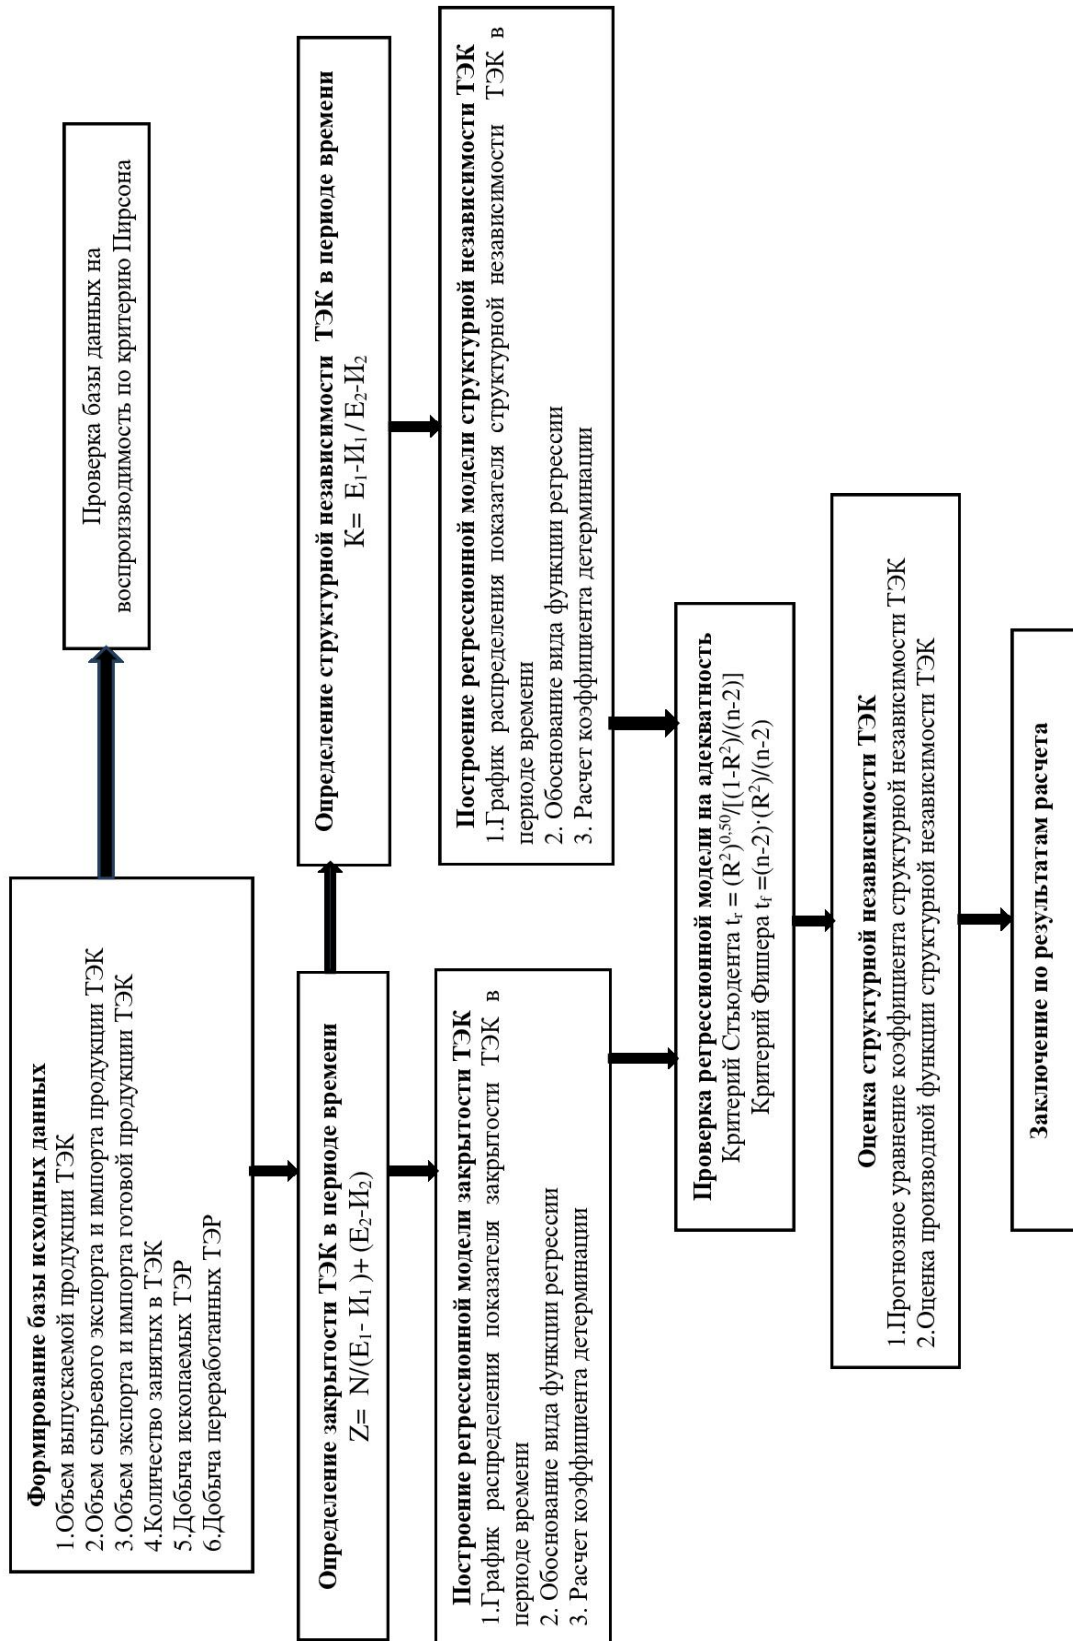 Формирование базы исходных данных
1.Объем выпускаемой продукции ТЭК
2.Объем сырьевого экспорта и импорта продукции ТЭК
3.Объем экспорта и импорта готовой продукции ТЭК
4.Количество занятых в ТЭК
5.Добыча ископаемых ТЭР
6.Добыча переработанных ТЭР
Проверка базы данных на
воспроизводимость по критерию Пирсона
Определение закрытости ТЭК в периоде времени
Z= N/(E₁- И₁ )+ (E₂-И₂)
Определение структурной независимости ТЭК в периоде времени
K= E₁-И₁ / E₂-И₂
Построение регрессионной модели закрытости ТЭК
1.График распределения показателя закрытости ТЭК в
периоде времени
2. Обоснование вида функции регрессии
3. Расчет коэффициента детерминации
Построение регрессионной модели структурной независимости ТЭК
1.График распределения показателя структурной независимости ТЭК в
периоде времени
2. Обоснование вида функции регрессии
3. Расчет коэффициента детерминации
Проверка регрессионной модели на адекватность
Критерий Стьюдента tᵣ = (R²)⁰·⁵⁰/[(1-R²)/(n-2)]
Критерий Фишера t_f =(n-2)·(R²)/(n-2)
Оценка структурной независимости ТЭК
1.Прогнозное уравнение коэффициента структурной независимости ТЭК
2.Оценка производной функции структурной независимости ТЭК
Заключение по результатам расчета